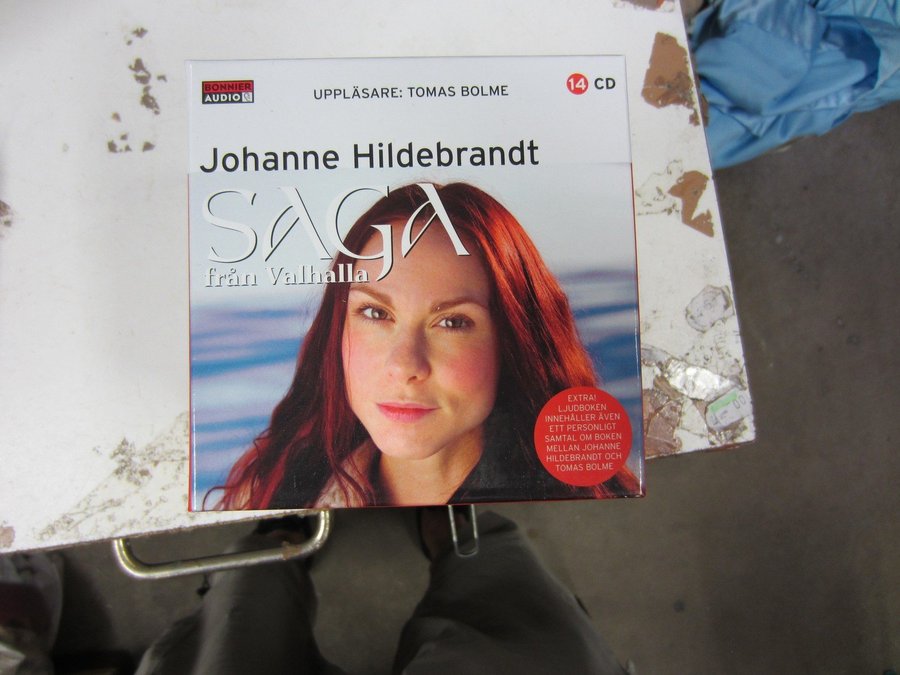 BONNIER
AUDIO
UPPLÄSARE: TOMAS BOLME
14 CD
Johanne Hildebrandt
SAGA
från Valhalla
EXTRA!
LJUDBOKEN
INNEHÅLLER ÄVEN
ETT PERSONLIGT
SAMTAL OM BOKEN
MELLAN JOHANNE
HILDEBRANDT OCH
TOMAS BOLME